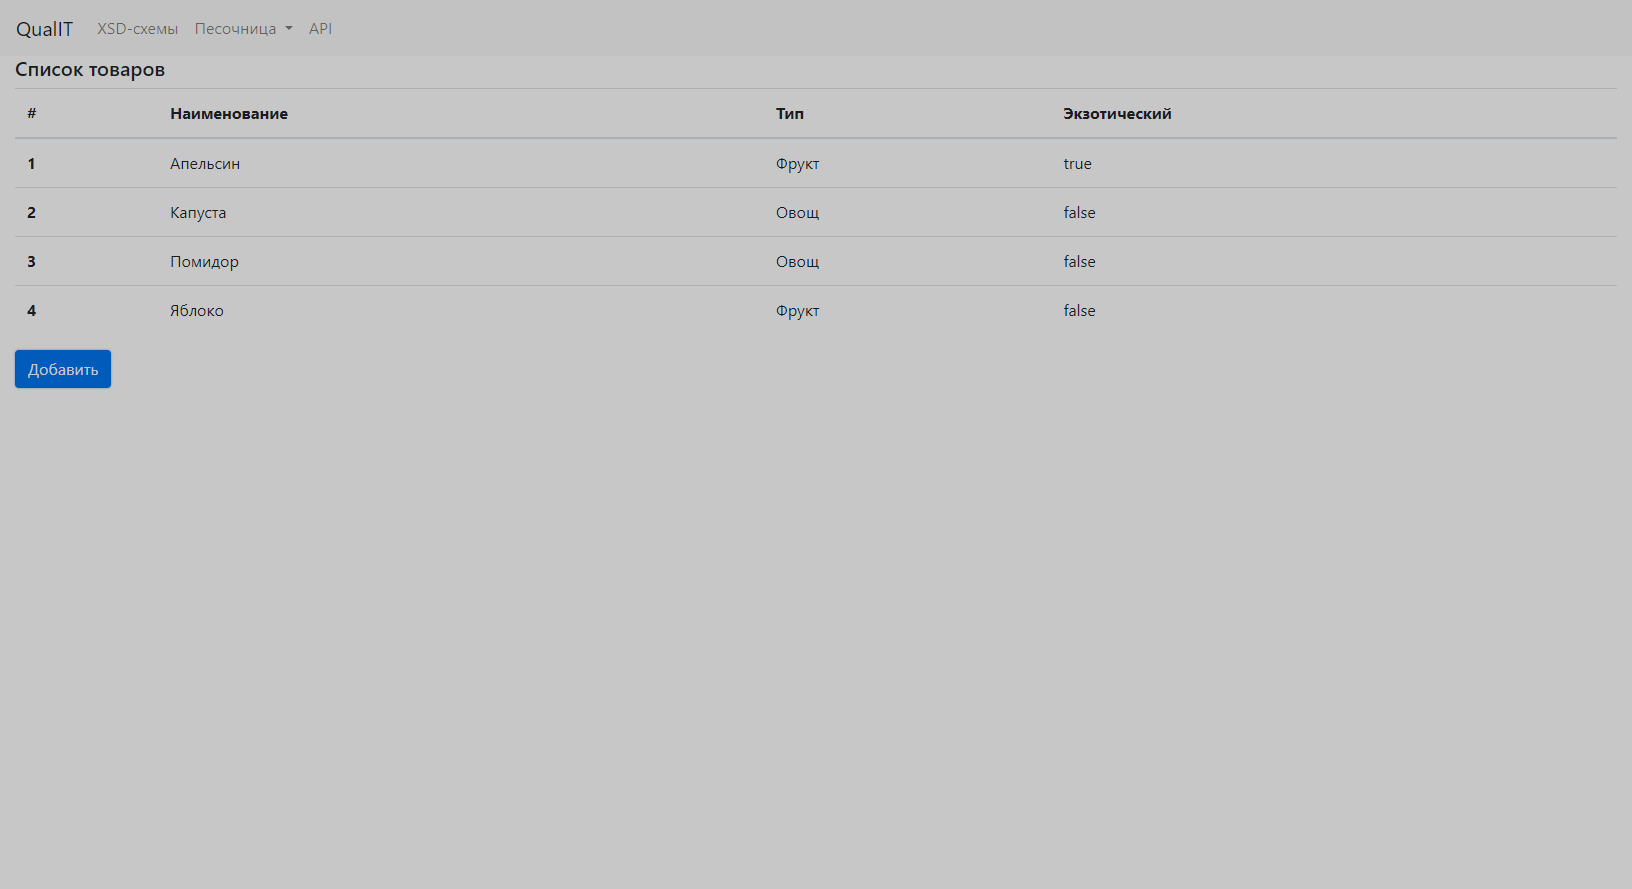 QualIT XSD-схемы Песочница API
Список товаров
# Наименование Тип Экзотический
1 Апельсин Фрукт true
2 Капуста Овощ false
3 Помидор Овощ false
4 Яблоко Фрукт false
Добавить